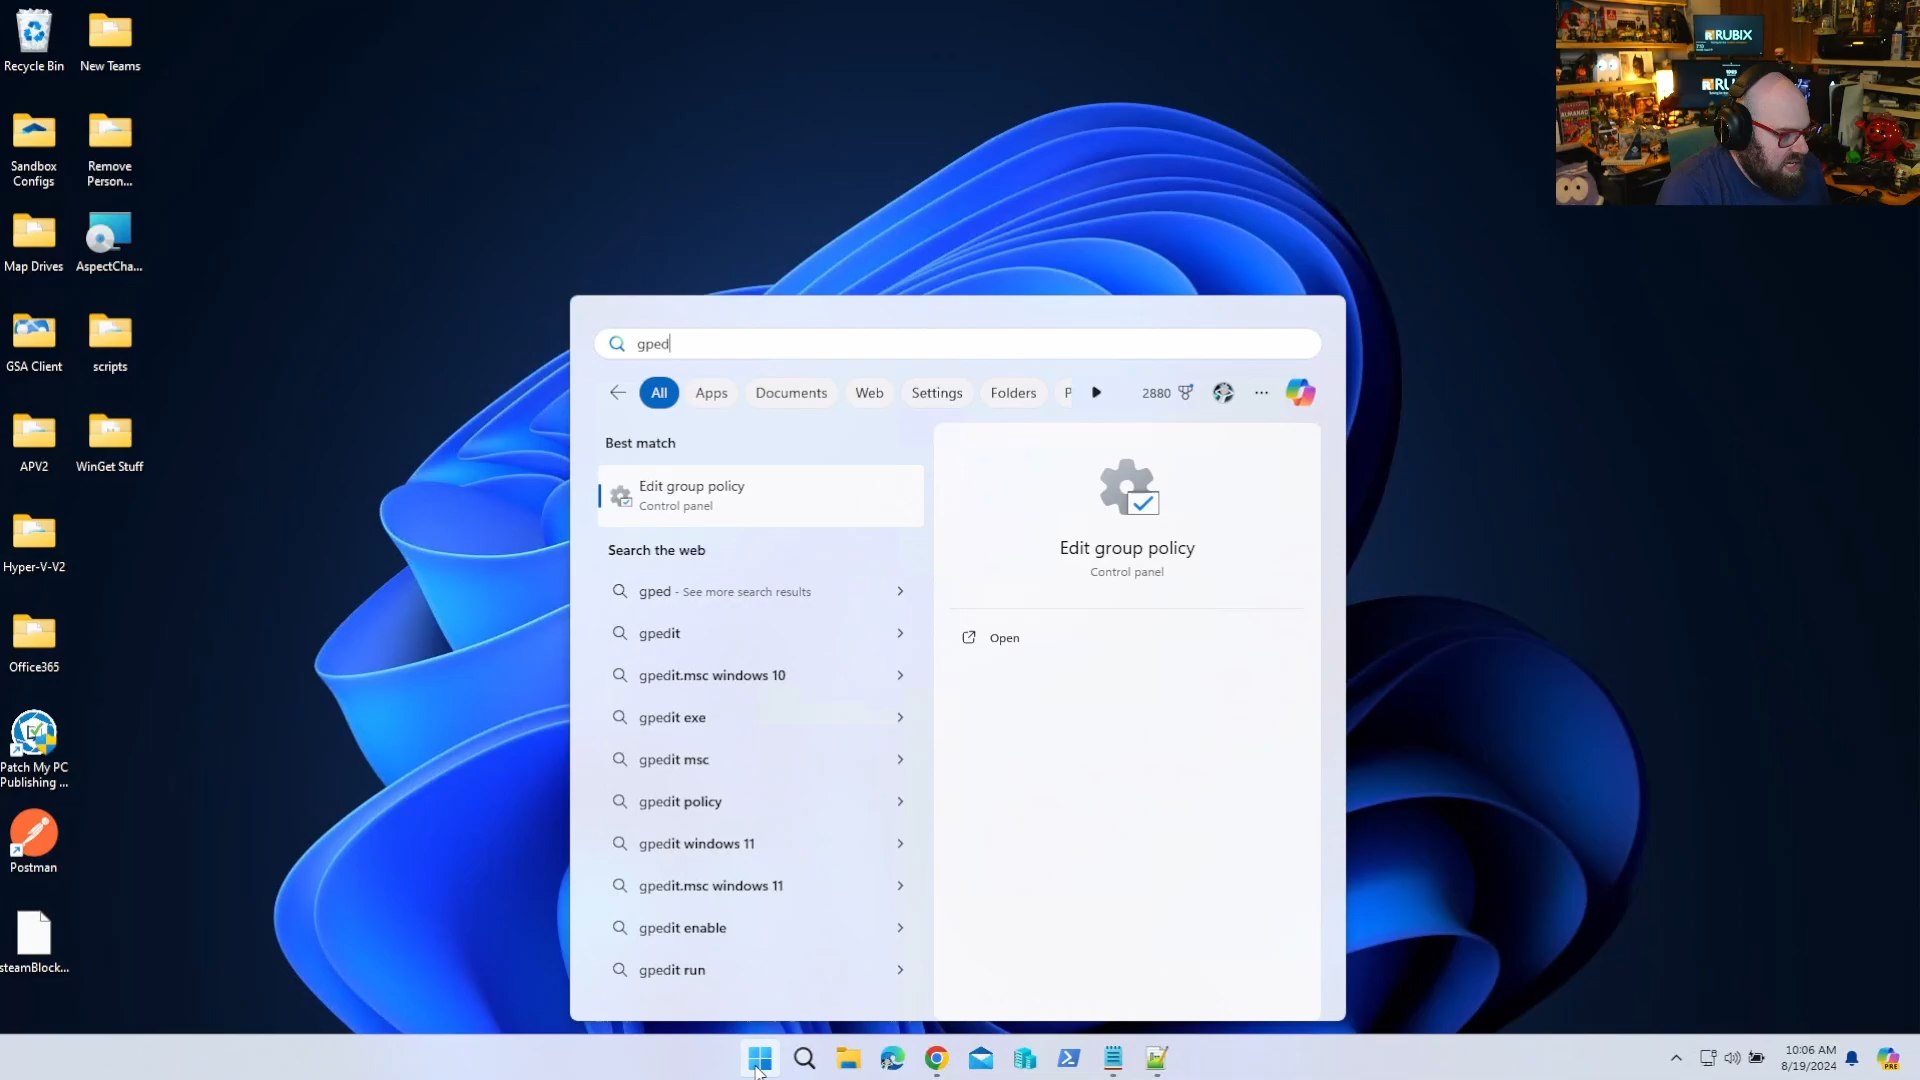 Recycle Bin
New Teams
Sandbox
Configs
Remove
Person...
Map Drives
AspectCha...
GSA Client
scripts
APV2
WinGet Stuff
Hyper-V-V2
Office365
Patch My PC
Publishing ...
Postman
steamBlock...
RUBIX
gped
All
Apps
Documents
Web
Settings
Folders
P
2880
Best match
Edit group policy
Control panel
Search the web
gped - See more search results
gpedit
gpedit.msc windows 10
gpedit exe
gpedit msc
gpedit policy
gpedit windows 11
gpedit.msc windows 11
gpedit enable
gpedit run
Edit group policy
Control panel
Open
10:06 AM
8/19/2024
PRE